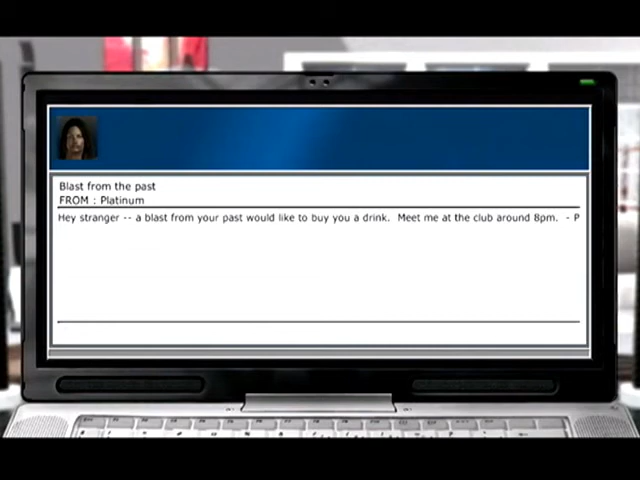 Blast from the past
FROM : Platinum
Hey stranger -- a blast from your past would like to buy you a drink.  Meet me at the club around 8pm.  - P